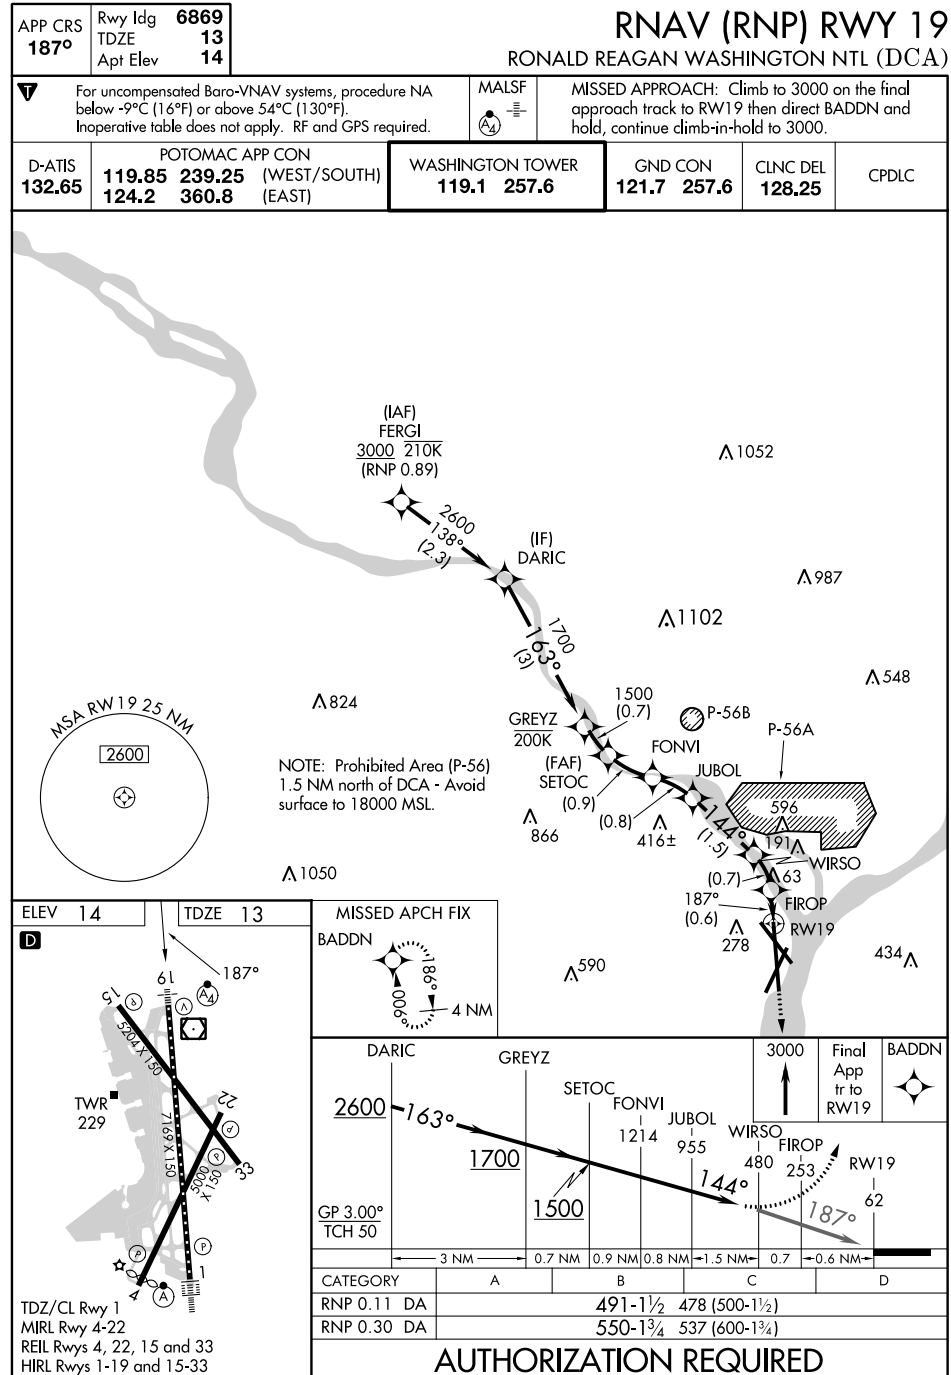 APP CRS
187°
Rwy ldg 6869
TDZE 13
Apt Elev 14
RNAV (RNP) RWY 19
RONALD REAGAN WASHINGTON NTL (DCA)
T
For uncompensated Baro-VNAV systems, procedure NA
below -9°C (16°F) or above 54°C (130°F).
Inoperative table does not apply. RF and GPS required.
MALSF
A4
MISSED APPROACH: Climb to 3000 on the final
approach track to RW19 then direct BADDN and
hold, continue climb-in-hold to 3000.
D-ATIS
132.65
POTOMAC APP CON
119.85 239.25 (WEST/SOUTH)
124.2 360.8 (EAST)
WASHINGTON TOWER
119.1 257.6
GND CON
121.7 257.6
CLNC DEL
128.25
CPDLC
(IAF)
FERGI
3000 210K
(RNP 0.89)
1052
2600
138°
(2.3)
(IF)
DARIC
987
1102
1700
163°
(3)
548
824
MSA RW19 25 NM
2600
1500
(0.7)
P-56B
GREYZ
200K
P-56A
FONVI
NOTE: Prohibited Area (P-56)
1.5 NM north of DCA - Avoid
surface to 18000 MSL.
(FAF)
SETOC
JUBOL
(0.9)
(0.8)
144°
(1.5)
596
866
416±
191
WIRSO
1050
(0.7)
63
187°
(0.6)
FIROP
RW19
278
590
434
ELEV 14
TDZE 13
D
187°
19
A4
15
P
V
5204 X 150
TWR
229
7169 X 150
22
P
P
5000
X 150
33
P
P
4
A
1
TDZ/CL Rwy 1
MIRL Rwy 4-22
REIL Rwys 4, 22, 15 and 33
HIRL Rwys 1-19 and 15-33
MISSED APCH FIX
BADDN
186°
006°
4 NM
DARIC
GREYZ
SETOC
FONVI
1214
JUBOL
955
WIRSO
480
FIROP
253
RW19
62
3000
Final
App
tr to
RW19
BADDN
2600
163°
1700
1500
144°
187°
GP 3.00°
TCH 50
3 NM
0.7 NM
0.9 NM
0.8 NM
1.5 NM
0.7
0.6 NM
CATEGORY A B C D
RNP 0.11 DA 491-1½ 478 (500-1½)
RNP 0.30 DA 550-1¾ 537 (600-1¾)
AUTHORIZATION REQUIRED